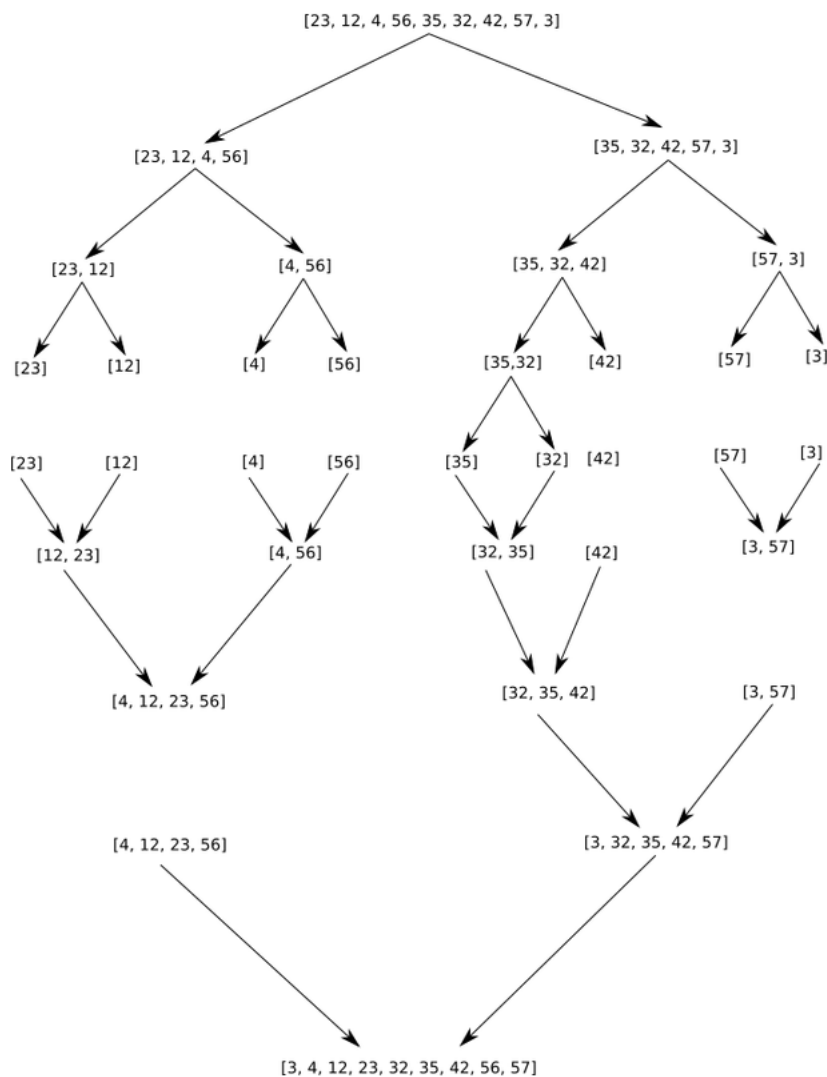 [23, 12, 4, 56, 35, 32, 42, 57, 3]
[23, 12, 4, 56]
[35, 32, 42, 57, 3]
[23, 12]
[4, 56]
[35, 32, 42]
[57, 3]
[23]
[12]
[4]
[56]
[35,32]
[42]
[57]
[3]
[23]
[12]
[4]
[56]
[35]
[32]
[42]
[57]
[3]
[12, 23]
[4, 56]
[32, 35]
[42]
[3, 57]
[4, 12, 23, 56]
[32, 35, 42]
[3, 57]
[4, 12, 23, 56]
[3, 32, 35, 42, 57]
[3, 4, 12, 23, 32, 35, 42, 56, 57]